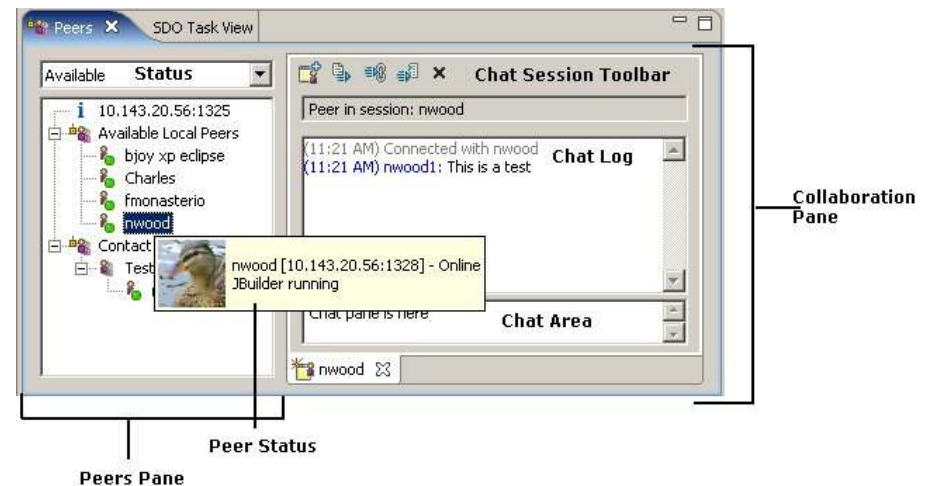 Peers
SDO Task View
Available
Status
Chat Session Toolbar
10.143.20.56:1325
Peer in session: nwood
Available Local Peers
bjoy xp eclipse
Charles
fmonasterio
nwood
(11:21 AM) Connected with nwood
(11:21 AM) nwood1: This is a test
Chat Log
Contact
Test
nwood [10.143.20.56:1328] - Online
JBuilder running
Chat pane is here
Chat Area
nwood
Collaboration
Pane
Peer Status
Peers Pane